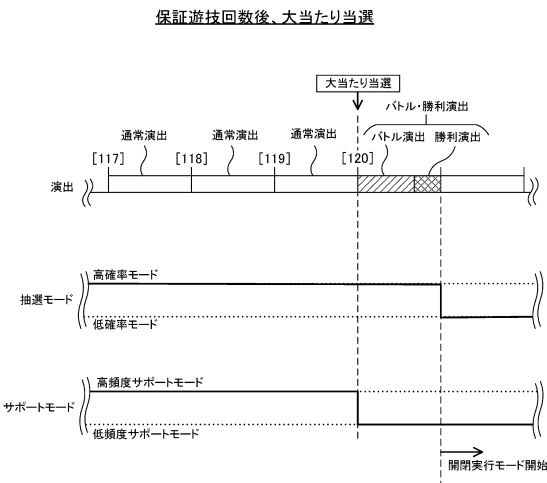 保証遊技回数後、大当たり当選
大当たり当選
バトル・勝利演出
通常演出
通常演出
通常演出
バトル演出
勝利演出
[117]
[118]
[119]
[120]
演出
高確率モード
抽選モード
低確率モード
高頻度サポートモード
サポートモード
低頻度サポートモード
開閉実行モード開始